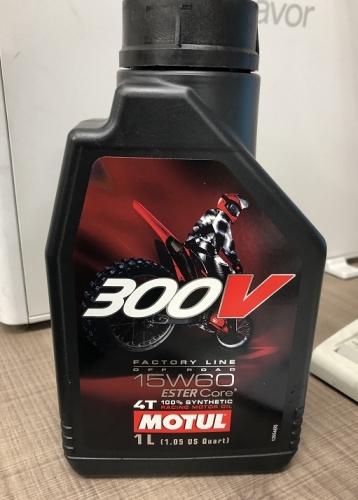 avor
300V
FACTORY LINE
OFF ROAD
15W60
ESTER Core®
4T 100% SYNTHETIC
RACING MOTOR OIL
MOTUL
1L (1.05 US Quart)